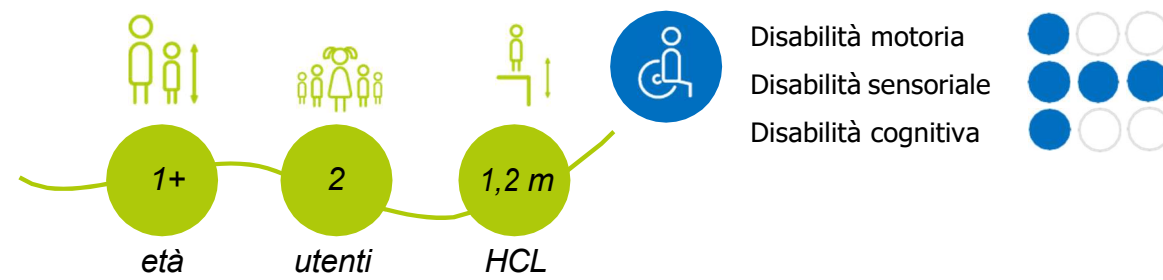 Disabilità motoria
Disabilità sensoriale
Disabilità cognitiva
1+
2
1,2 m
età
utenti
HCL